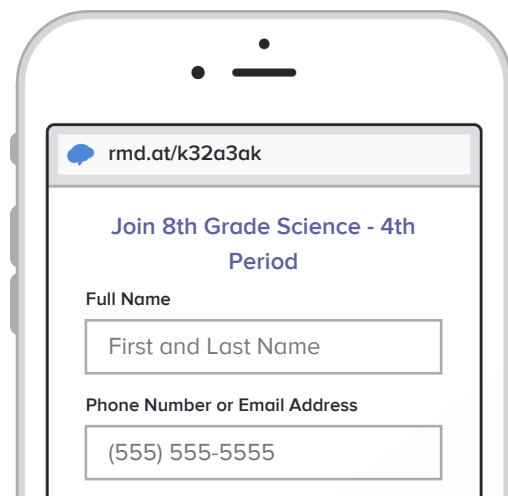 rmd.at/k32a3ak
Join 8th Grade Science - 4th
Period
Full Name
First and Last Name
Phone Number or Email Address
(555) 555-5555